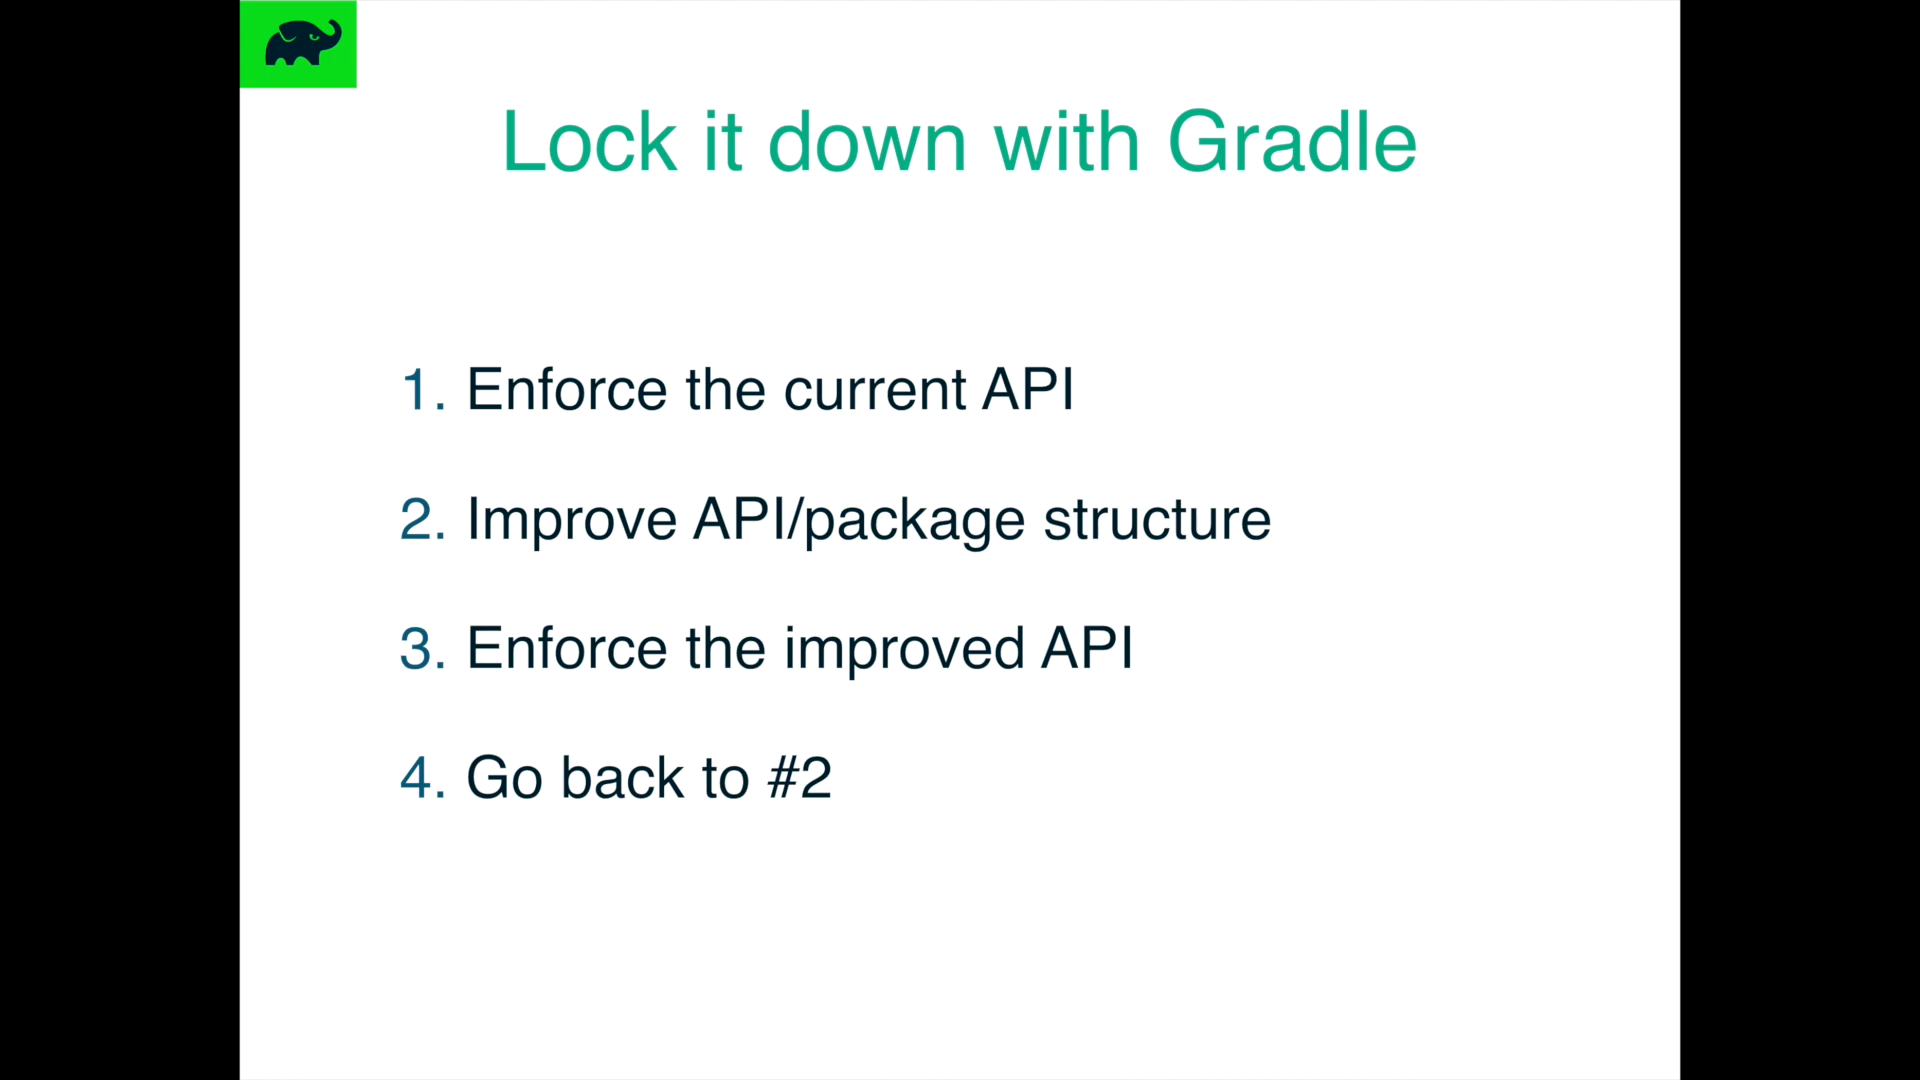 Lock it down with Gradle
1. Enforce the current API
2. Improve API/package structure
3. Enforce the improved API
4. Go back to #2